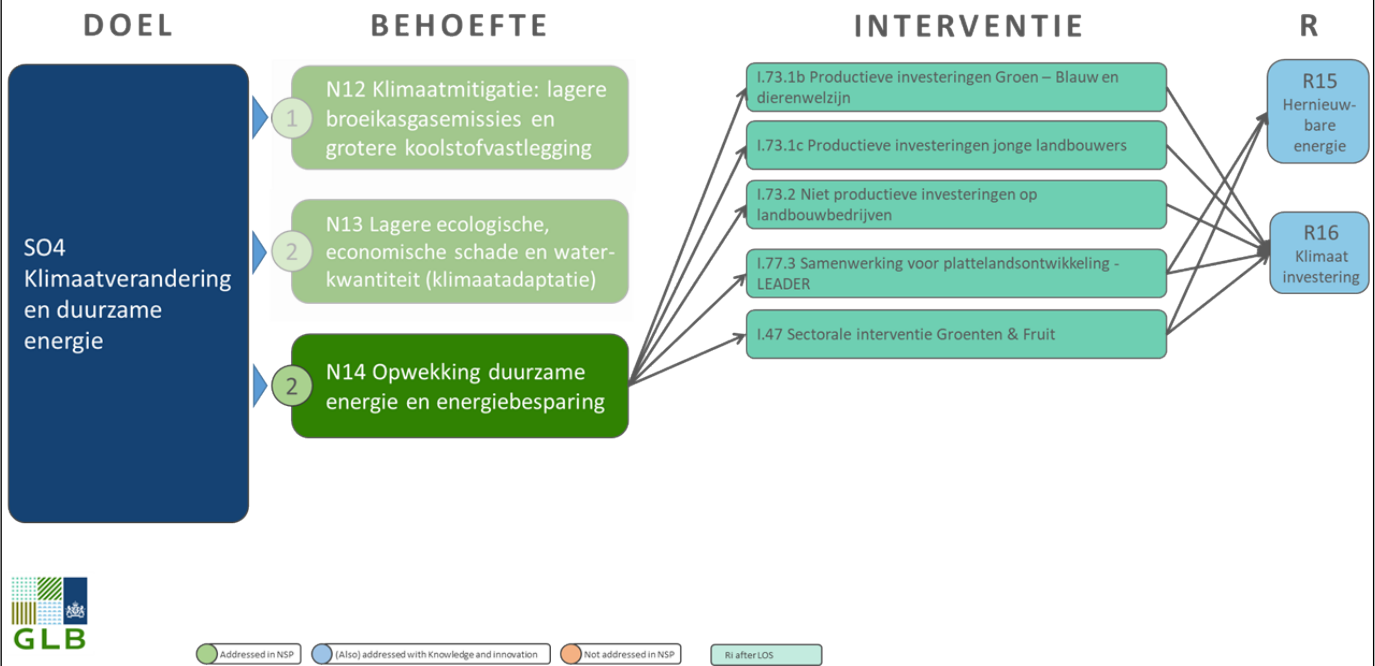 DOEL
BEHOEFTE
INTERVENTIE
R
SO4
Klimaatverandering
en duurzame
energie
1
N12 Klimaatmitigatie: lagere
broeikasgasemissies en
grotere koolstofvastlegging
2
N13 Lagere ecologische,
economische schade en water-
kwantiteit (klimaatadaptatie)
2
N14 Opwekking duurzame
energie en energiebesparing
I.73.1b Productieve investeringen Groen – Blauw en
dierenwelzijn
I.73.1c Productieve investeringen jonge landbouwers
I.73.2 Niet productieve investeringen op
landbouwbedrijven
I.77.3 Samenwerking voor plattelandsontwikkeling -
LEADER
I.47 Sectorale interventie Groenten & Fruit
R15
Hernieuw-
bare
energie
R16
Klimaat
investering
GLB
Addressed in NSP
(Also) addressed with Knowledge and innovation
Not addressed in NSP
Ri after LOS